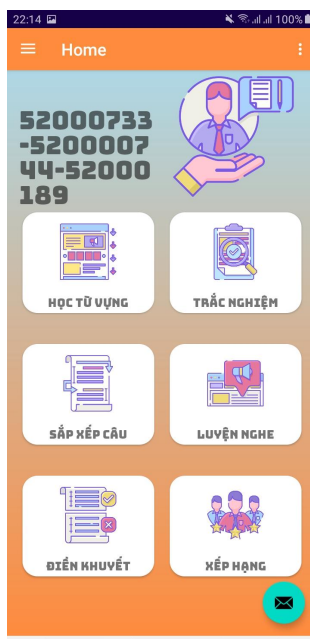 22:14 100%
Home
52000733
-5200007
44-52000
189
HỌC TỪ VỰNG
TRẮC NGHIỆM
SẮP XẾP CÂU
LUYỆN NGHE
ĐIỀN KHUYẾT
XẾP HẠNG